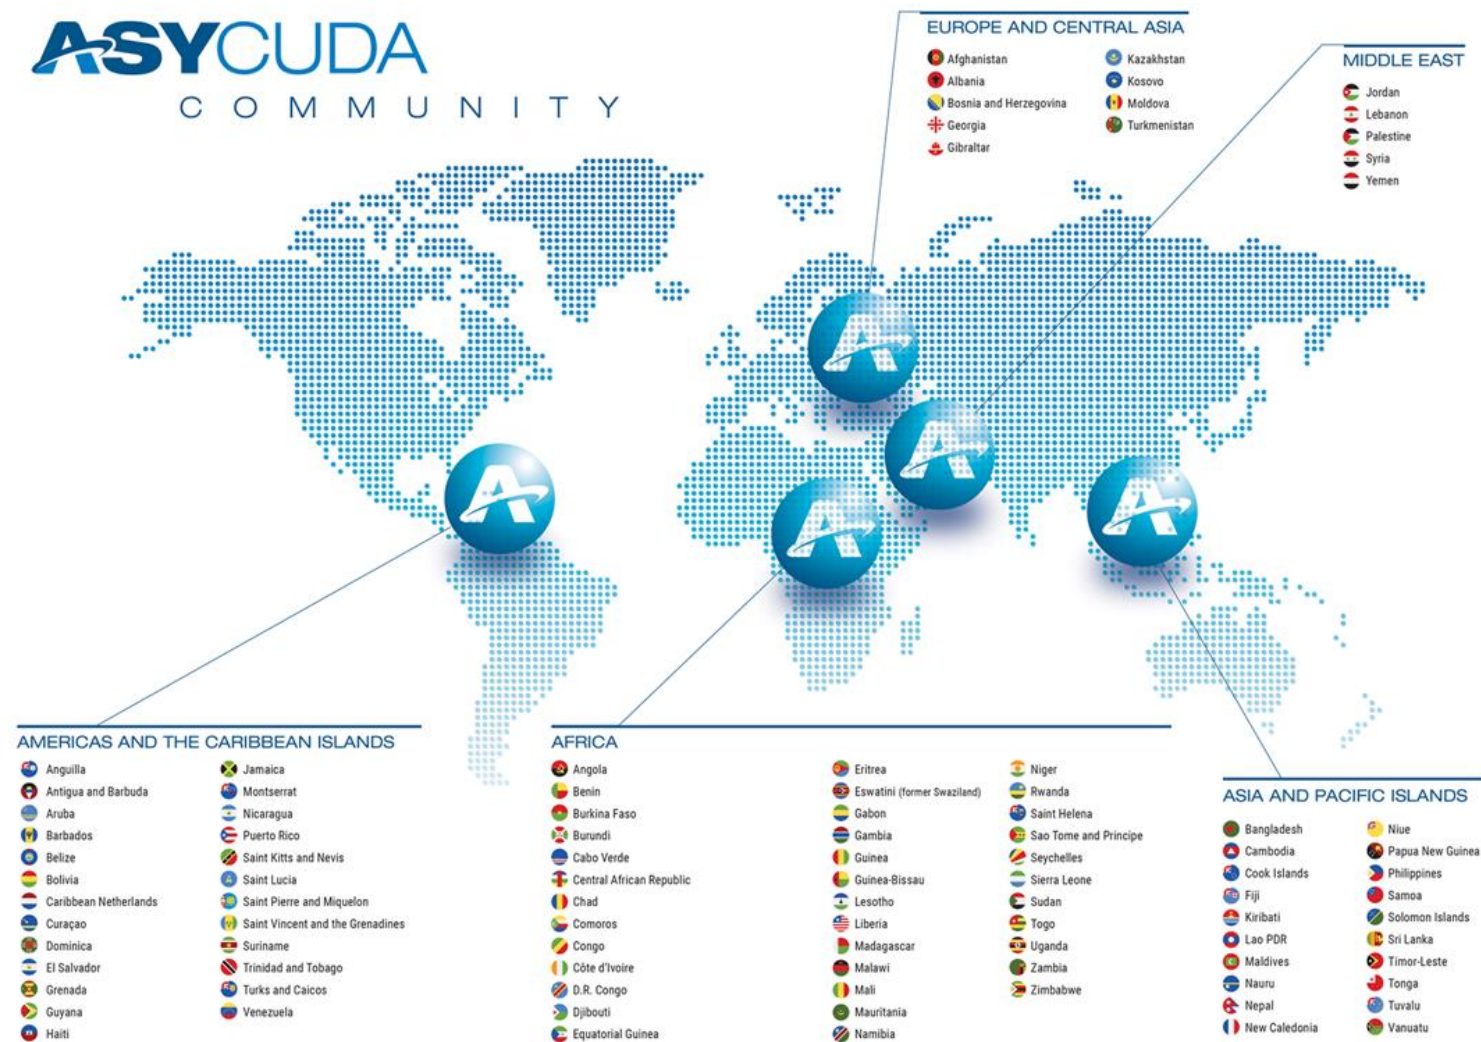 ASYCUDA
COMMUNITY
EUROPE AND CENTRAL ASIA
Afghanistan
Albania
Bosnia and Herzegovina
Georgia
Gibraltar
Kazakhstan
Kosovo
Moldova
Turkmenistan
MIDDLE EAST
Jordan
Lebanon
Palestine
Syria
Yemen
AMERICAS AND THE CARIBBEAN ISLANDS
Anguilla
Antigua and Barbuda
Aruba
Barbados
Belize
Bolivia
Caribbean Netherlands
Curaçao
Dominica
El Salvador
Grenada
Guyana
Haiti
Jamaica
Montserrat
Nicaragua
Puerto Rico
Saint Kitts and Nevis
Saint Lucia
Saint Pierre and Miquelon
Saint Vincent and the Grenadines
Suriname
Trinidad and Tobago
Turks and Caicos
Venezuela
AFRICA
Angola
Benin
Burkina Faso
Burundi
Cabo Verde
Central African Republic
Chad
Comoros
Congo
Côte d'Ivoire
D.R. Congo
Djibouti
Equatorial Guinea
Eritrea
Eswatini (former Swaziland)
Gabon
Gambia
Guinea
Guinea-Bissau
Lesotho
Liberia
Madagascar
Malawi
Mali
Mauritania
Namibia
Niger
Rwanda
Saint Helena
Sao Tome and Principe
Seychelles
Sierra Leone
Sudan
Togo
Uganda
Zambia
Zimbabwe
ASIA AND PACIFIC ISLANDS
Bangladesh
Cambodia
Cook Islands
Fiji
Kiribati
Lao PDR
Maldives
Nauru
Nepal
New Caledonia
Niue
Papua New Guinea
Philippines
Samoa
Solomon Islands
Sri Lanka
Timor-Leste
Tonga
Tuvalu
Vanuatu
A
A
A
A
A